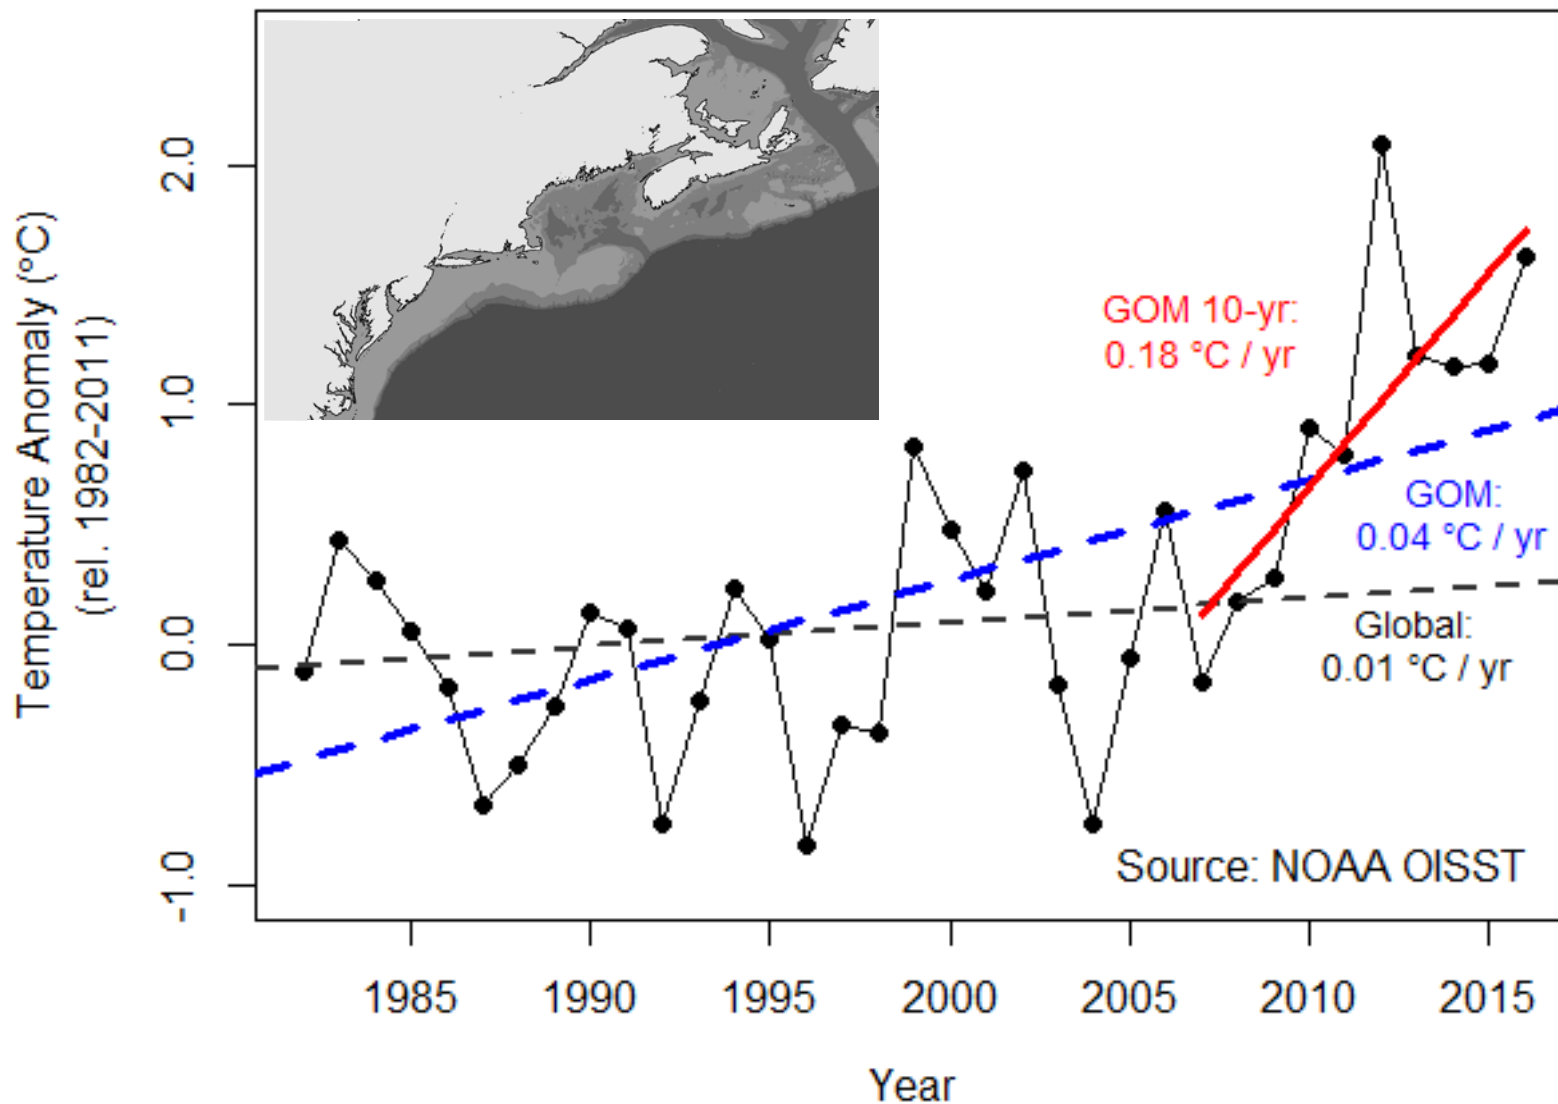 Temperature Anomaly (°C)
(rel. 1982-2011)
2.0
1.0
0.0
-1.0
GOM 10-yr:
0.18 °C / yr
GOM:
0.04 °C / yr
Global:
0.01 °C / yr
Source: NOAA OISST
1985 1990 1995 2000 2005 2010 2015
Year